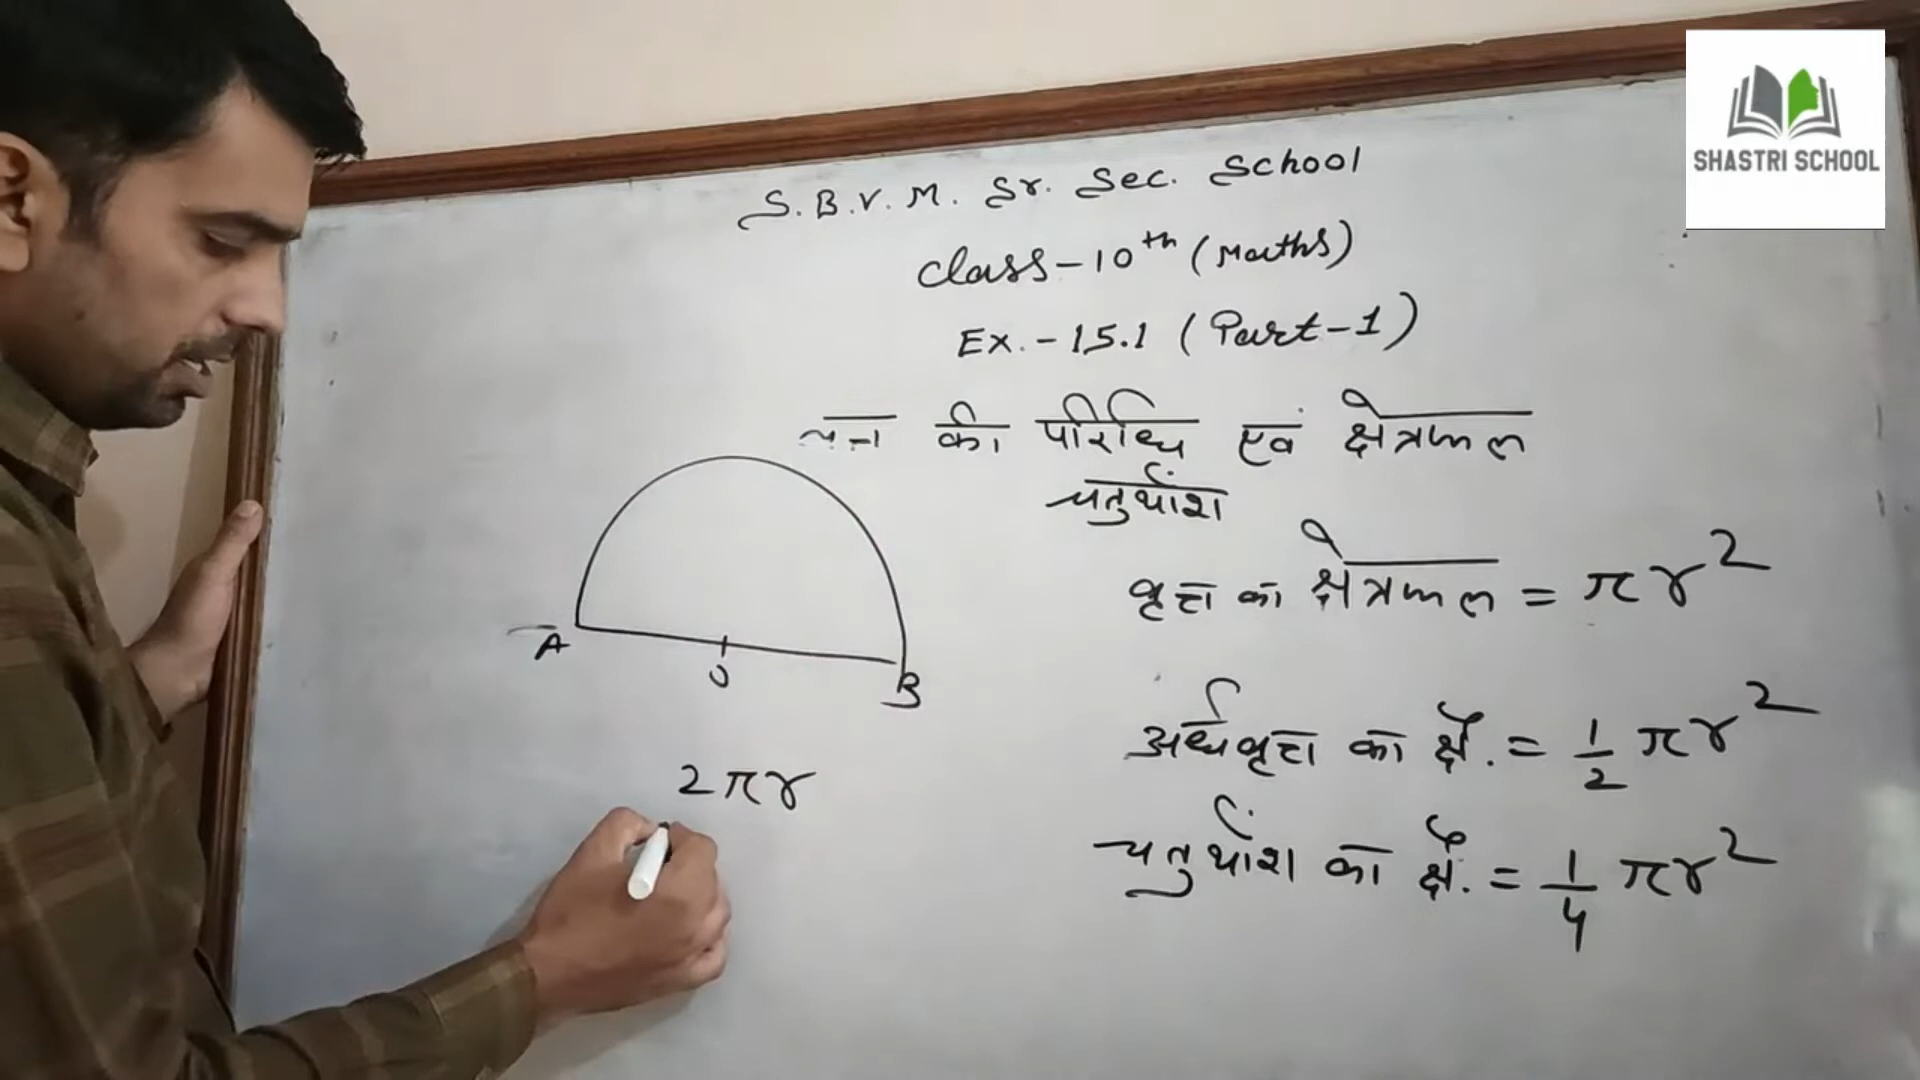 SHASTRI SCHOOL
S.B.V.M. Sr. Sec. School
Class-10th (Maths)
Ex.-15.1 (Part-1)
की परिधि एवं क्षेत्रफल
चतुर्थांश
वृत्त का क्षेत्रफल = πr²
A
O
B
अर्धवृत्त का क्षे. = 1/2 πr²
2πr
चतुर्थांश का क्षे. = 1/4 πr²